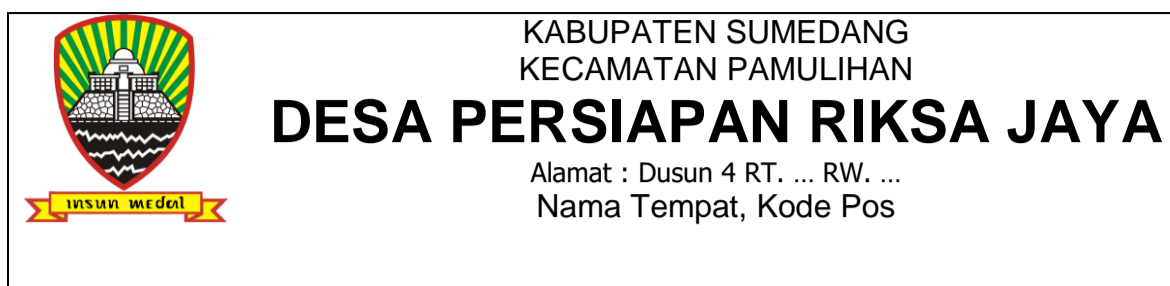 KABUPATEN SUMEDANG
KECAMATAN PAMULIHAN
DESA PERSIAPAN RIKSA JAYA
Alamat : Dusun 4 RT. ... RW. ...
Nama Tempat, Kode Pos
insun medal